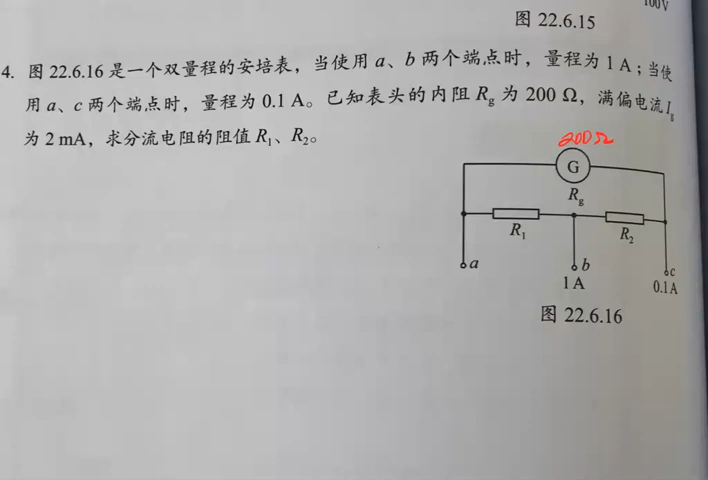 100V
图 22.6.15
4. 图 22.6.16 是一个双量程的安培表，当使用 a、b 两个端点时，量程为 1 A；当使
用 a、c 两个端点时，量程为 0.1 A。已知表头的内阻 Rg 为 200 Ω，满偏电流 Ig
为 2 mA，求分流电阻的阻值 R₁、R₂。
200Ω
G
Rg
R₁
R₂
a
b
c
1 A
0.1 A
图 22.6.16